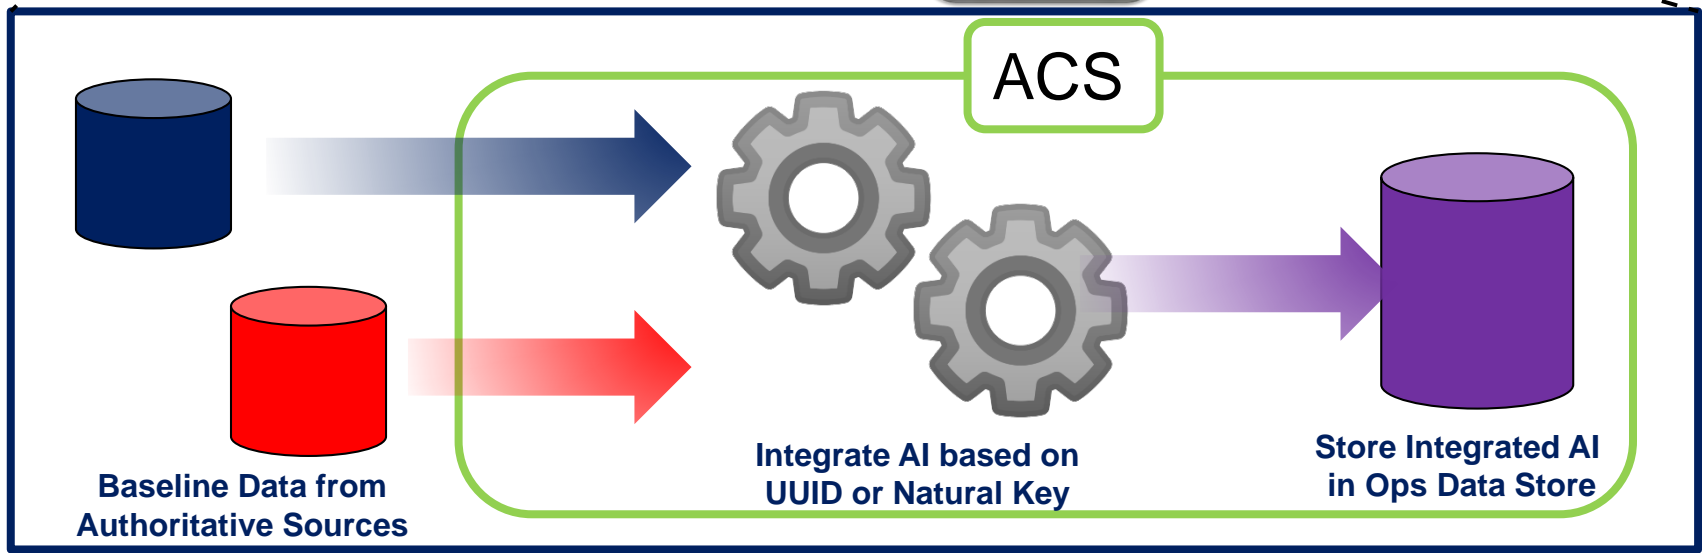 ACS
Baseline Data from
Authoritative Sources
Integrate AI based on
UUID or Natural Key
Store Integrated AI
in Ops Data Store